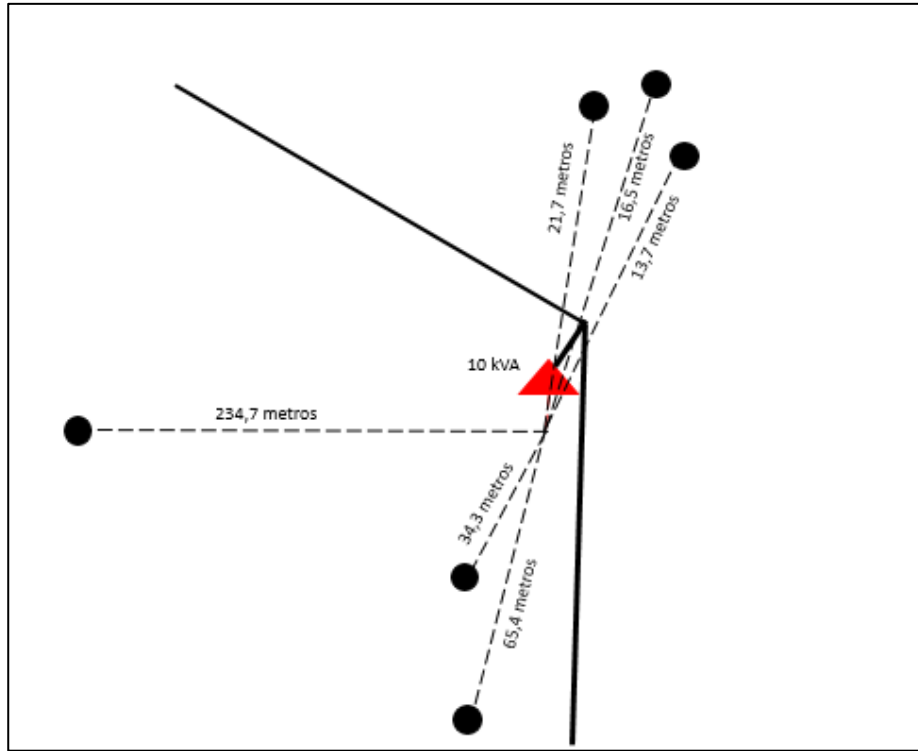 21,7 metros
16,5 metros
13,7 metros
10 kVA
234,7 metros
34,3 metros
65,4 metros